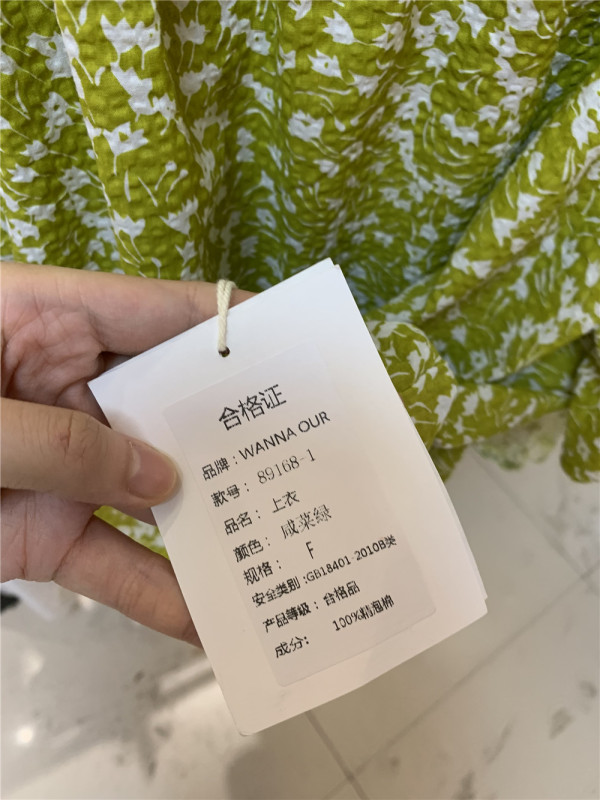 合格证
品牌：WANNA OUR
款号：89168-1
品名：上衣
颜色：咸菜绿
规格：F
安全类别：GB18401-2010B类
产品等级：合格品
成分：100%精泡棉